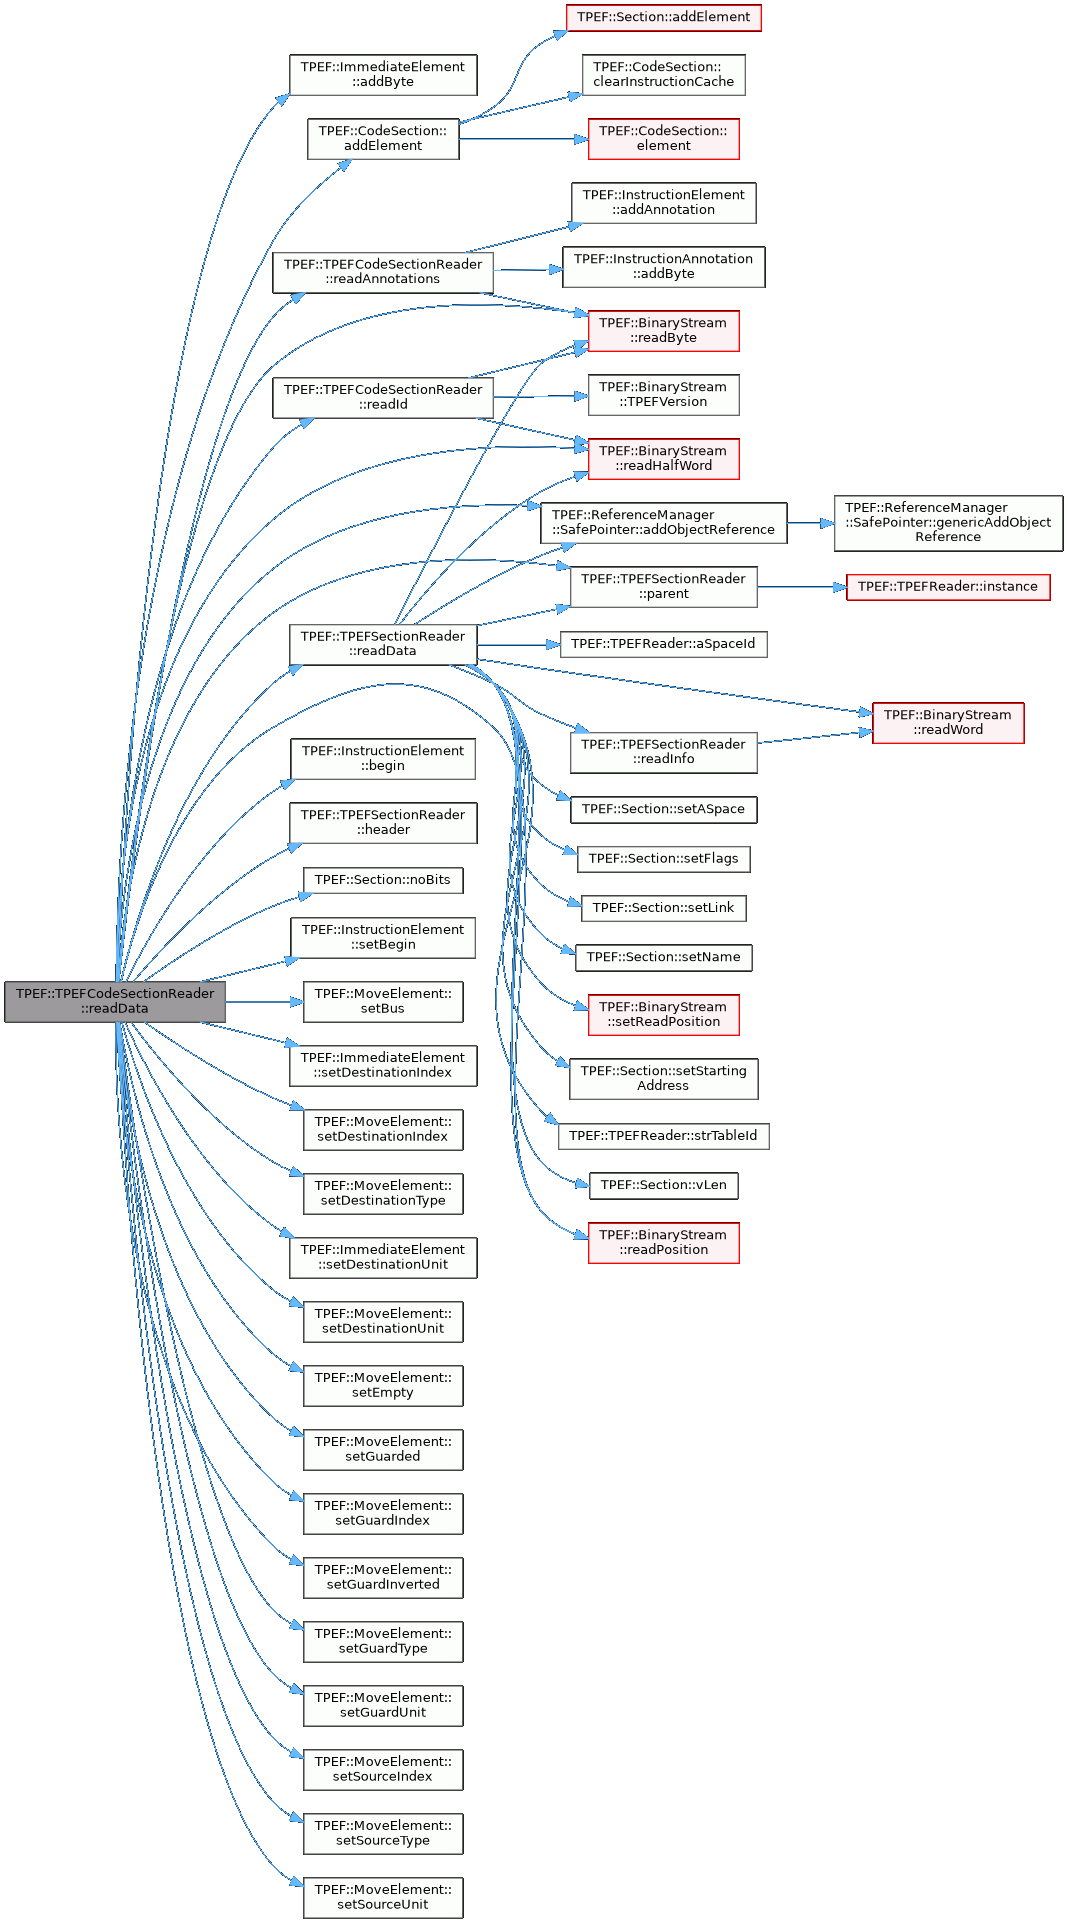 TPEF::Section::addElement
TPEF::ImmediateElement
::addByte
TPEF::CodeSection::
clearInstructionCache
TPEF::CodeSection::
addElement
TPEF::CodeSection::
element
TPEF::InstructionElement
::addAnnotation
TPEF::TPEFCodeSectionReader
::readAnnotations
TPEF::InstructionAnnotation
::addByte
TPEF::BinaryStream
::readByte
TPEF::TPEFCodeSectionReader
::readId
TPEF::BinaryStream
::TPEFVersion
TPEF::BinaryStream
::readHalfWord
TPEF::ReferenceManager
::SafePointer::addObjectReference
TPEF::ReferenceManager
::SafePointer::genericAddObject
Reference
TPEF::TPEFSectionReader
::parent
TPEF::TPEFReader::instance
TPEF::TPEFSectionReader
::readData
TPEF::TPEFReader::aSpaceId
TPEF::BinaryStream
::readWord
TPEF::TPEFSectionReader
::readInfo
TPEF::InstructionElement
::begin
TPEF::Section::setASpace
TPEF::TPEFSectionReader
::header
TPEF::Section::setFlags
TPEF::Section::noBits
TPEF::Section::setLink
TPEF::InstructionElement
::setBegin
TPEF::Section::setName
TPEF::TPEFCodeSectionReader
::readData
TPEF::MoveElement::
setBus
TPEF::BinaryStream
::setReadPosition
TPEF::ImmediateElement
::setDestinationIndex
TPEF::Section::setStarting
Address
TPEF::MoveElement::
setDestinationIndex
TPEF::TPEFReader::strTableId
TPEF::MoveElement::
setDestinationType
TPEF::Section::vLen
TPEF::ImmediateElement
::setDestinationUnit
TPEF::BinaryStream
::readPosition
TPEF::MoveElement::
setDestinationUnit
TPEF::MoveElement::
setEmpty
TPEF::MoveElement::
setGuarded
TPEF::MoveElement::
setGuardIndex
TPEF::MoveElement::
setGuardInverted
TPEF::MoveElement::
setGuardType
TPEF::MoveElement::
setGuardUnit
TPEF::MoveElement::
setSourceIndex
TPEF::MoveElement::
setSourceType
TPEF::MoveElement::
setSourceUnit